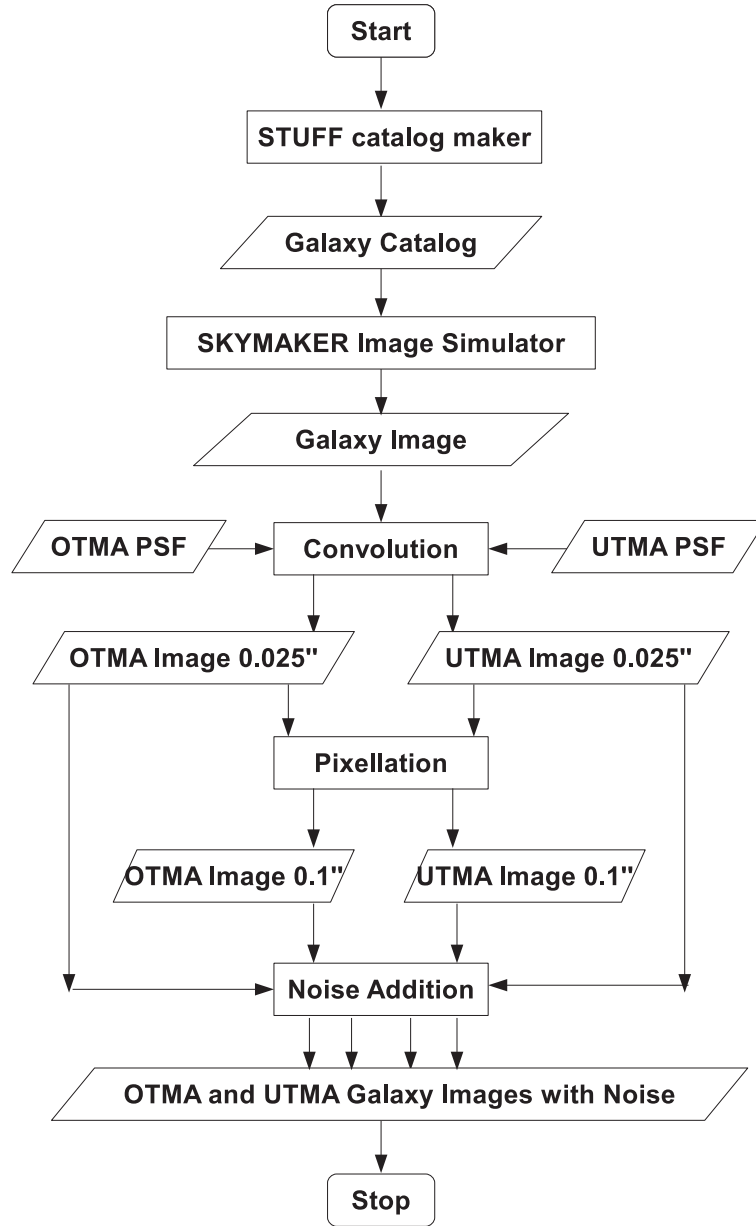 Start
STUFF catalog maker
Galaxy Catalog
SKYMAKER Image Simulator
Galaxy Image
OTMA PSF
Convolution
UTMA PSF
OTMA Image 0.025"
UTMA Image 0.025"
Pixellation
OTMA Image 0.1"
UTMA Image 0.1"
Noise Addition
OTMA and UTMA Galaxy Images with Noise
Stop